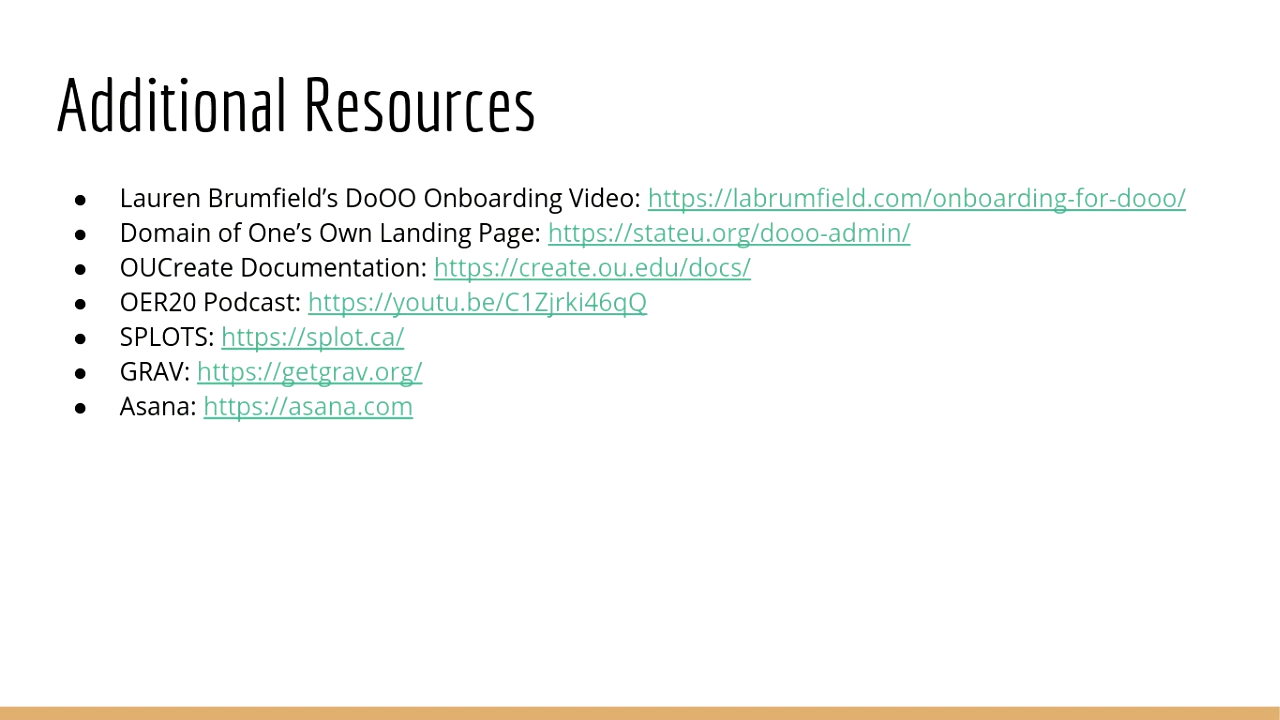 Additional Resources
● Lauren Brumfield’s DoOO Onboarding Video: https://labrumfield.com/onboarding-for-dooo/
● Domain of One’s Own Landing Page: https://stateu.org/dooo-admin/
● OUCreate Documentation: https://create.ou.edu/docs/
● OER20 Podcast: https://youtu.be/C1Zjrki46qQ
● SPLOTS: https://splot.ca/
● GRAV: https://getgrav.org/
● Asana: https://asana.com